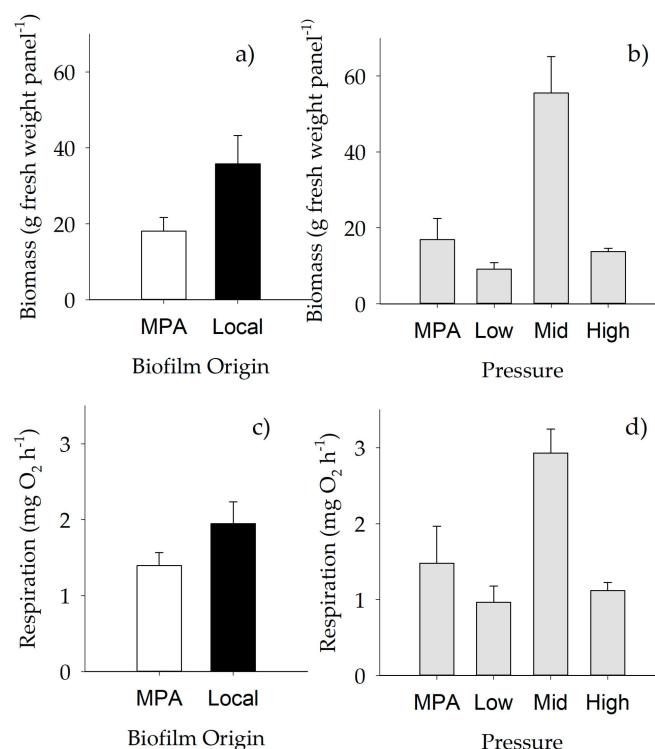 a)
Biomass (g fresh weight panel⁻¹)
60
40
20
0
MPA Local
Biofilm Origin
b)
Biomass (g fresh weight panel⁻¹)
60
40
20
0
MPA Low Mid High
Pressure
c)
Respiration (mg O₂ h⁻¹)
3
2
1
0
MPA Local
Biofilm Origin
d)
Respiration (mg O₂ h⁻¹)
3
2
1
0
MPA Low Mid High
Pressure